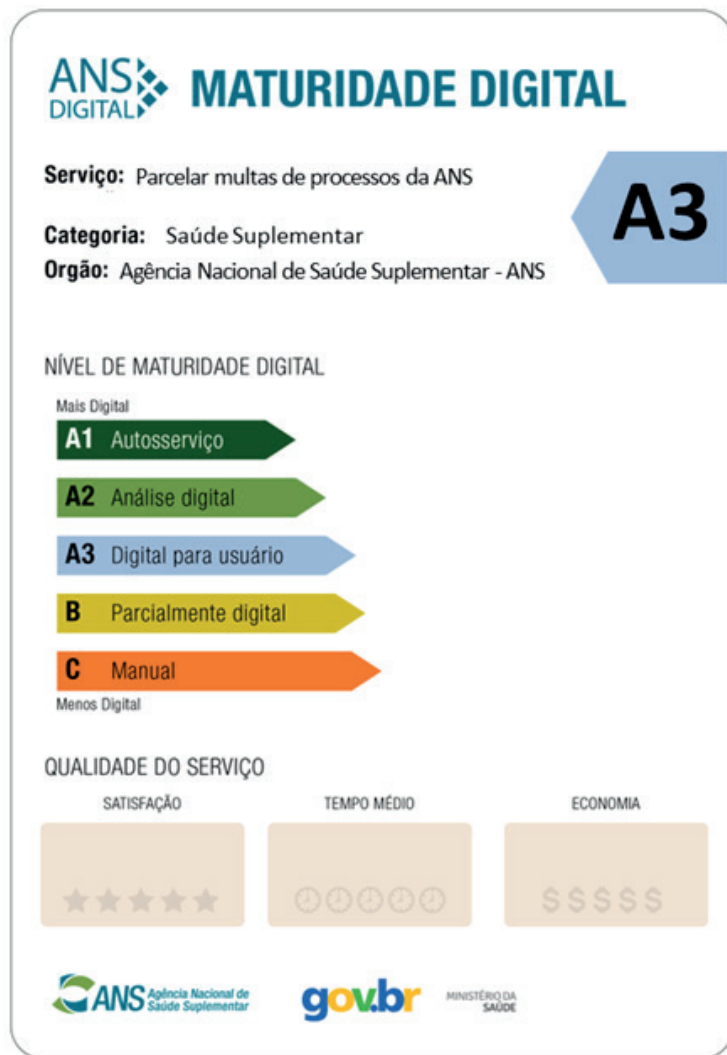 ANS DIGITAL
MATURIDADE DIGITAL
Serviço: Parcelar multas de processos da ANS
A3
Categoria: Saúde Suplementar
Orgão: Agência Nacional de Saúde Suplementar - ANS
NÍVEL DE MATURIDADE DIGITAL
Mais Digital
A1 Autosserviço
A2 Análise digital
A3 Digital para usuário
B Parcialmente digital
C Manual
Menos Digital
QUALIDADE DO SERVIÇO
SATISFAÇÃO TEMPO MÉDIO ECONOMIA
$ $ $ $ $
ANS Agência Nacional de
Saúde Suplementar
gov.br
MINISTÉRIO DA
SAÚDE